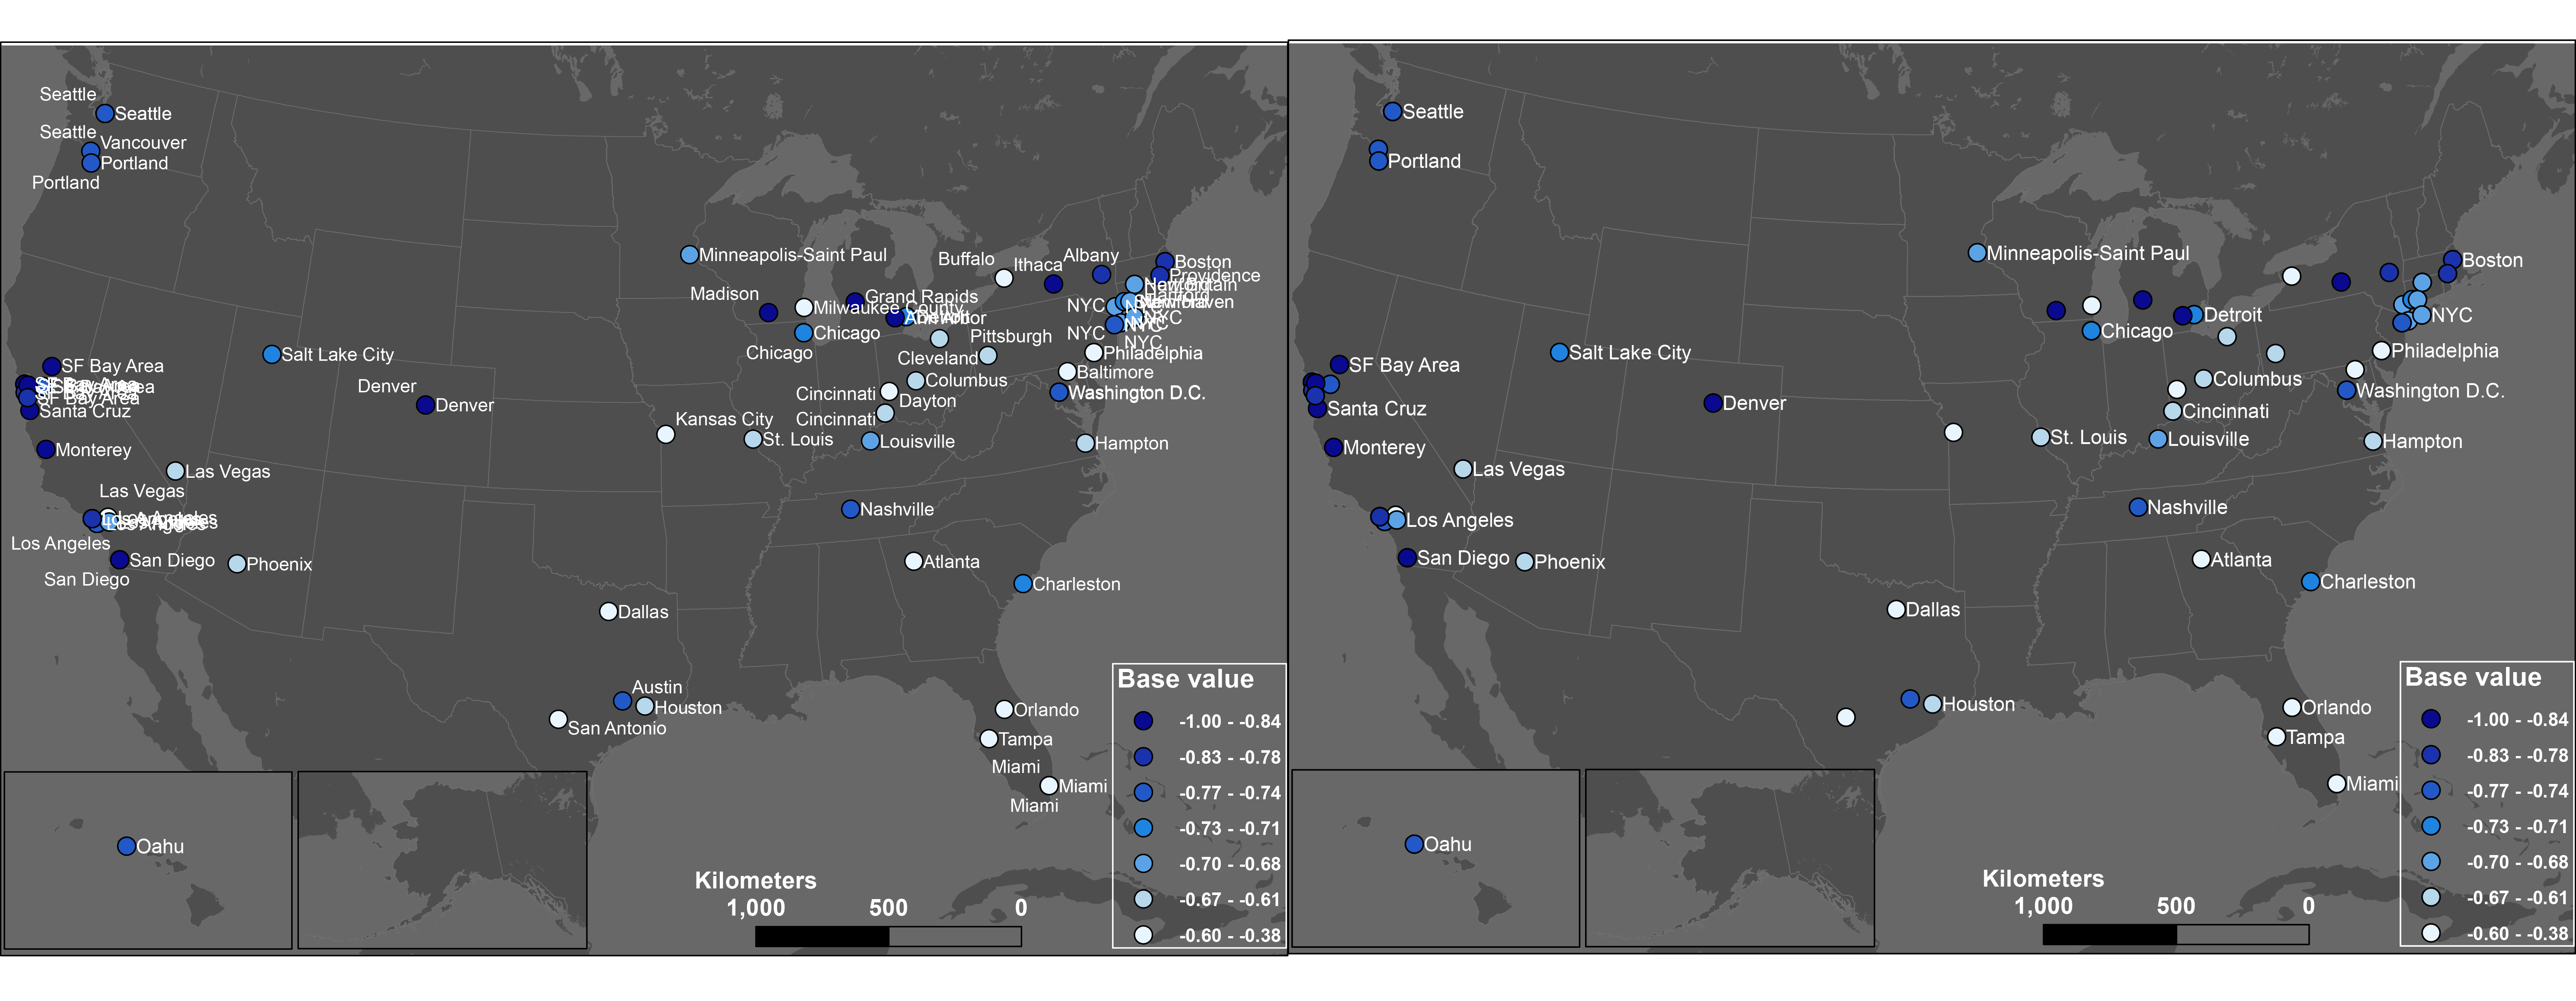 Seattle
Seattle
Seattle
Vancouver
Portland
Portland
Minneapolis-Saint Paul
Buffalo
Ithaca
Albany
Boston
Providence
Madison
Grand Rapids
Milwaukee
Ann Arbor
New Haven
NYC
NYC
NYC
NYC
Chicago
Chicago
Pittsburgh
Cleveland
Philadelphia
Salt Lake City
SF Bay Area
SF Bay Area
Santa Cruz
Denver
Denver
Columbus
Baltimore
Cincinnati
Dayton
Washington D.C.
Kansas City
Cincinnati
St. Louis
Louisville
Hampton
Monterey
Las Vegas
Las Vegas
Los Angeles
Los Angeles
Nashville
San Diego
San Diego
Phoenix
Atlanta
Charleston
Dallas
Austin
Houston
San Antonio
Orlando
Tampa
Miami
Miami
Miami
Oahu
Kilometers
1,000 500 0
Base value
-1.00 - -0.84
-0.83 - -0.78
-0.77 - -0.74
-0.73 - -0.71
-0.70 - -0.68
-0.67 - -0.61
-0.60 - -0.38
Seattle
Portland
Minneapolis-Saint Paul
Boston
Detroit
NYC
Chicago
Philadelphia
SF Bay Area
Salt Lake City
Columbus
Washington D.C.
Denver
Santa Cruz
Cincinnati
St. Louis
Louisville
Hampton
Monterey
Las Vegas
Nashville
Los Angeles
San Diego
Phoenix
Atlanta
Charleston
Dallas
Houston
Orlando
Tampa
Miami
Oahu
Kilometers
1,000 500 0
Base value
-1.00 - -0.84
-0.83 - -0.78
-0.77 - -0.74
-0.73 - -0.71
-0.70 - -0.68
-0.67 - -0.61
-0.60 - -0.38